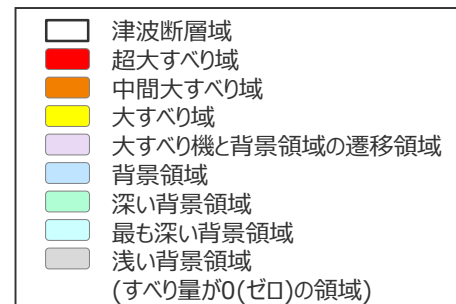 津波断層域
超大すべり域
中間大すべり域
大すべり域
大すべり機と背景領域の遷移領域
背景領域
深い背景領域
最も深い背景領域
浅い背景領域
(すべり量が0(ゼロ)の領域)